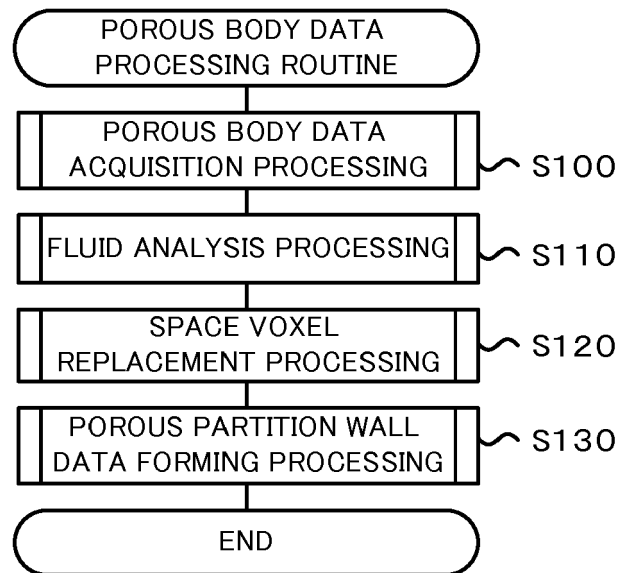 POROUS BODY DATA
PROCESSING ROUTINE
POROUS BODY DATA
ACQUISITION PROCESSING
S100
FLUID ANALYSIS PROCESSING
S110
SPACE VOXEL
REPLACEMENT PROCESSING
S120
POROUS PARTITION WALL
DATA FORMING PROCESSING
S130
END